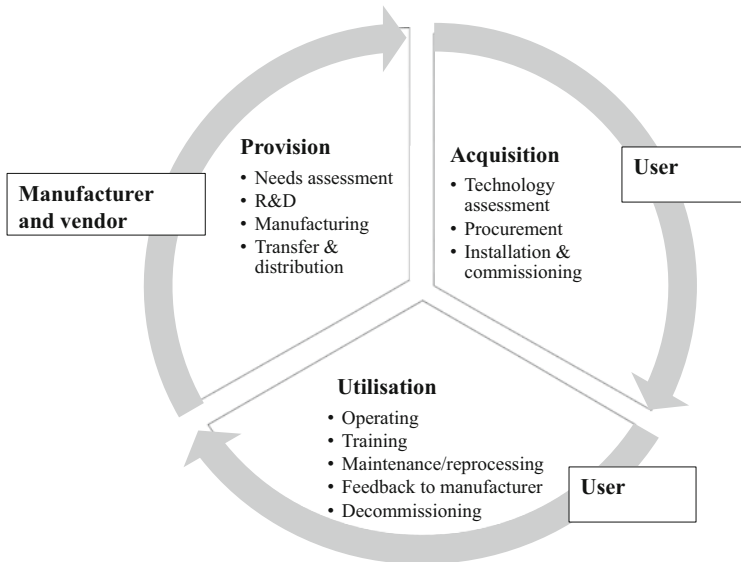 Provision
• Needs assessment
• R&D
• Manufacturing
• Transfer &
distribution
Manufacturer
and vendor
Acquisition
• Technology
assessment
• Procurement
• Installation &
commissioning
User
Utilisation
• Operating
• Training
• Maintenance/reprocessing
• Feedback to manufacturer
• Decommissioning
User